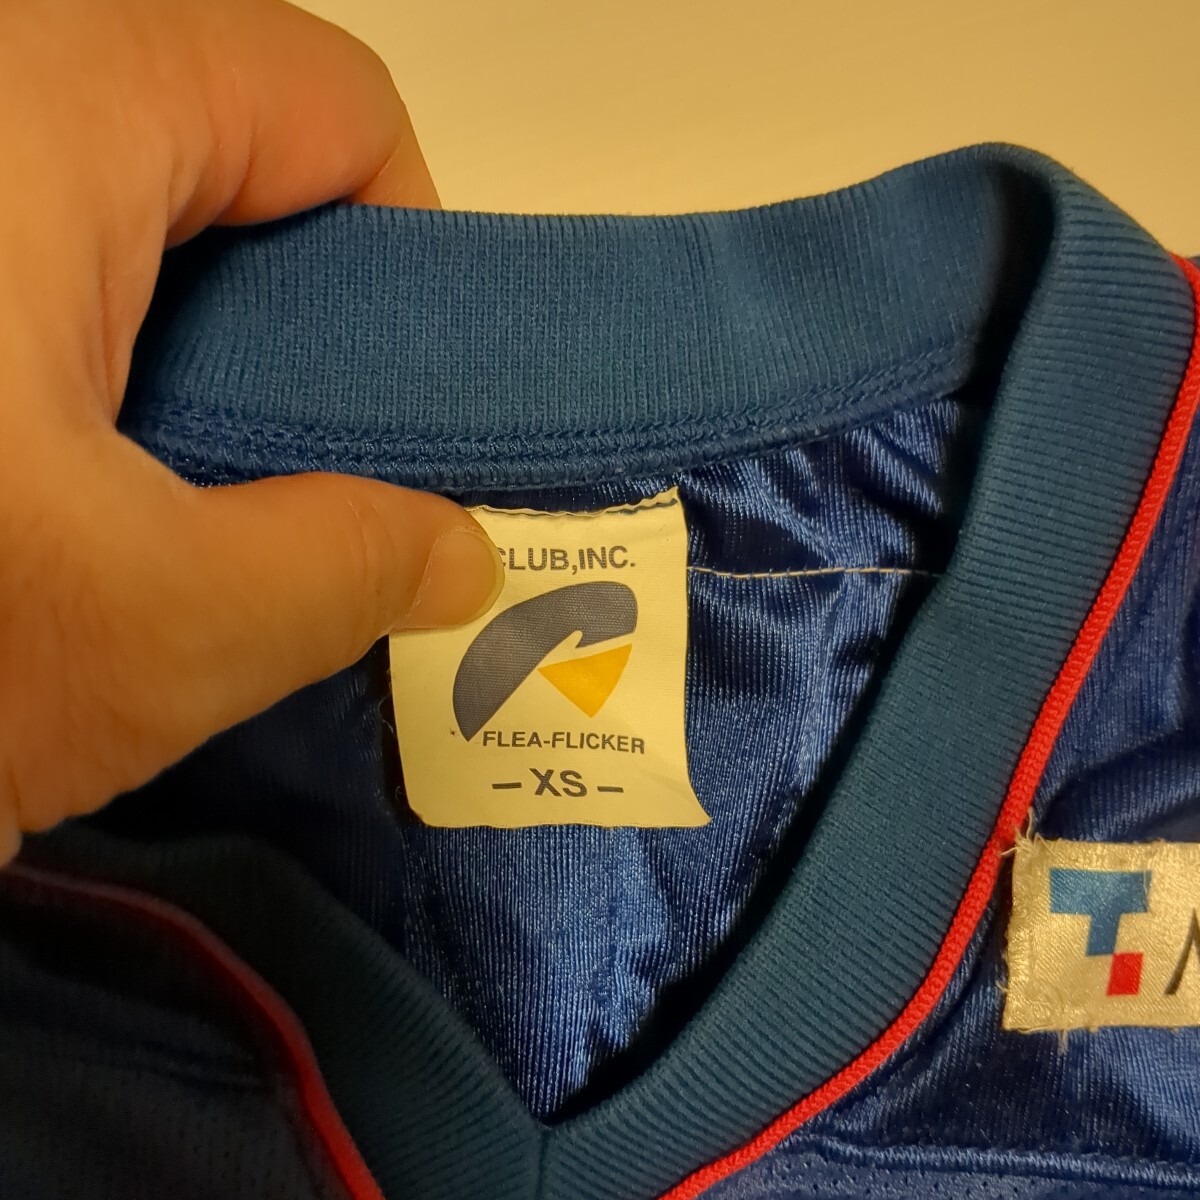 CLUB,INC.
FLEA-FLICKER
– XS –